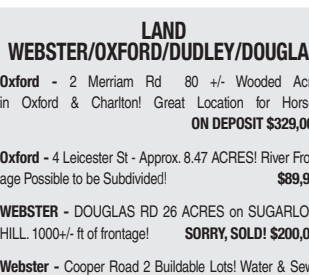 LAND
WEBSTER/OXFORD/DUDLEY/DOUGLA
Oxford - 2 Merriam Rd 80 +/- Wooded Acr
in Oxford & Charlton! Great Location for Hors
ON DEPOSIT $329,00
Oxford - 4 Leicester St - Approx. 8.47 ACRES! River Fro
age Possible to be Subdivided! $89,9
WEBSTER - DOUGLAS RD 26 ACRES on SUGARLO
HILL. 1000+/- ft of frontage! SORRY, SOLD! $200,0
Webster - Cooper Road 2 Buildable Lots! Water & Sew